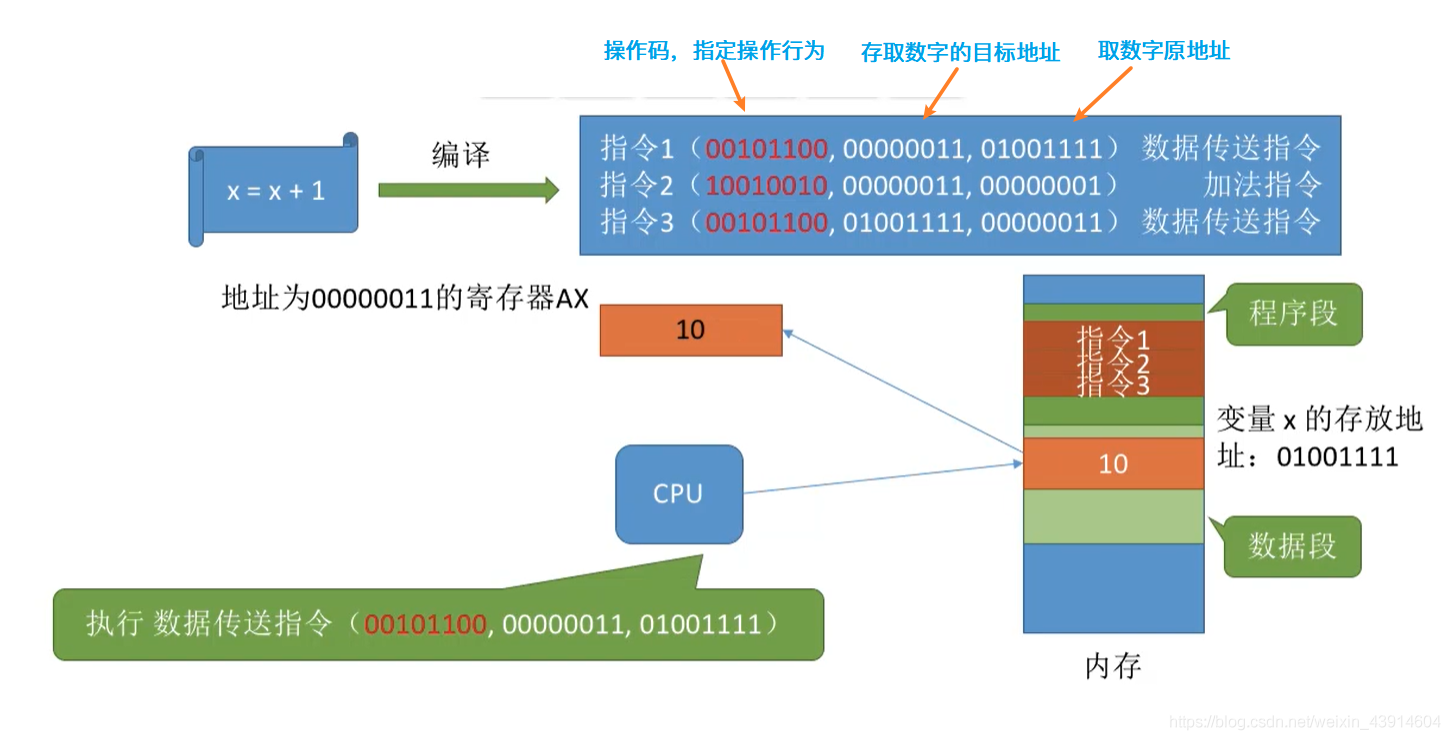 操作码，指定操作行为
存取数字的目标地址
取数字原地址
x = x + 1
编译
指令1（00101100, 00000011, 01001111） 数据传送指令
指令2（10010010, 00000011, 00000001） 加法指令
指令3（00101100, 01001111, 00000011） 数据传送指令
地址为00000011的寄存器AX
10
程序段
指令1
指令2
指令3
变量 x 的存放地
址：01001111
10
CPU
数据段
执行 数据传送指令（00101100, 00000011, 01001111）
内存
https://blog.csdn.net/weixin_43914604